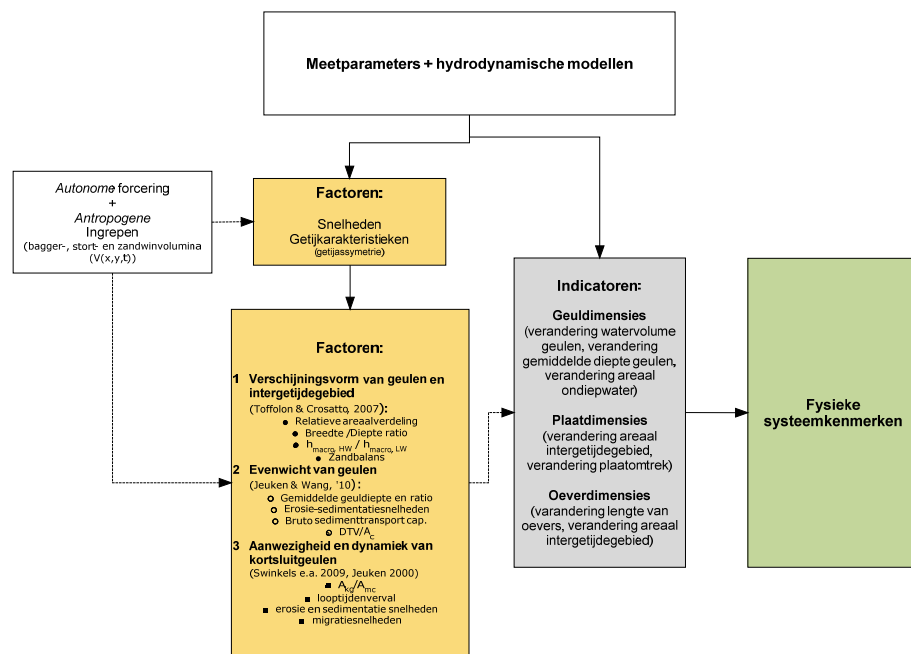 Meetparameters + hydrodynamische modellen
Autonome forcering
+
Antropogene
Ingrepen
(bagger-, stort- en zandwinvolumina
(V(x,y,t))
Factoren:
Snelheden
Getijkarakteristieken
(getijassymetrie)
Factoren:
1 Verschijningsvorm van geulen en
intergetijdegebied
(Toffolon & Crosatto, 2007):
● Relatieve areaalverdeling
● Breedte /Diepte ratio
● hmacro, HW / hmacro, LW
● Zandbalans
2 Evenwicht van geulen
(Jeuken & Wang, '10):
○ Gemiddelde geuldiepte en ratio
○ Erosie-sedimentatiesnelheden
○ Bruto sedimenttransport cap.
○ DTV/Ac
3 Aanwezigheid en dynamiek van
kortsluitgeulen
(Swinkels e.a. 2009, Jeuken 2000)
■ Akg/Amc
■ looptijdenverval
■ erosie en sedimentatie snelheden
■ migratiesnelheden
Indicatoren:
Geuldimensies
(verandering watervolume
geulen, verandering
gemiddelde diepte geulen,
verandering areaal
ondiepwater)
Plaatdimensies
(verandering areaal
intergetijdegebied,
verandering plaatomtrek)
Oeverdimensies
(varandering lengte van
oevers, verandering areaal
intergetijdegebied)
Fysieke
systeemkenmerken